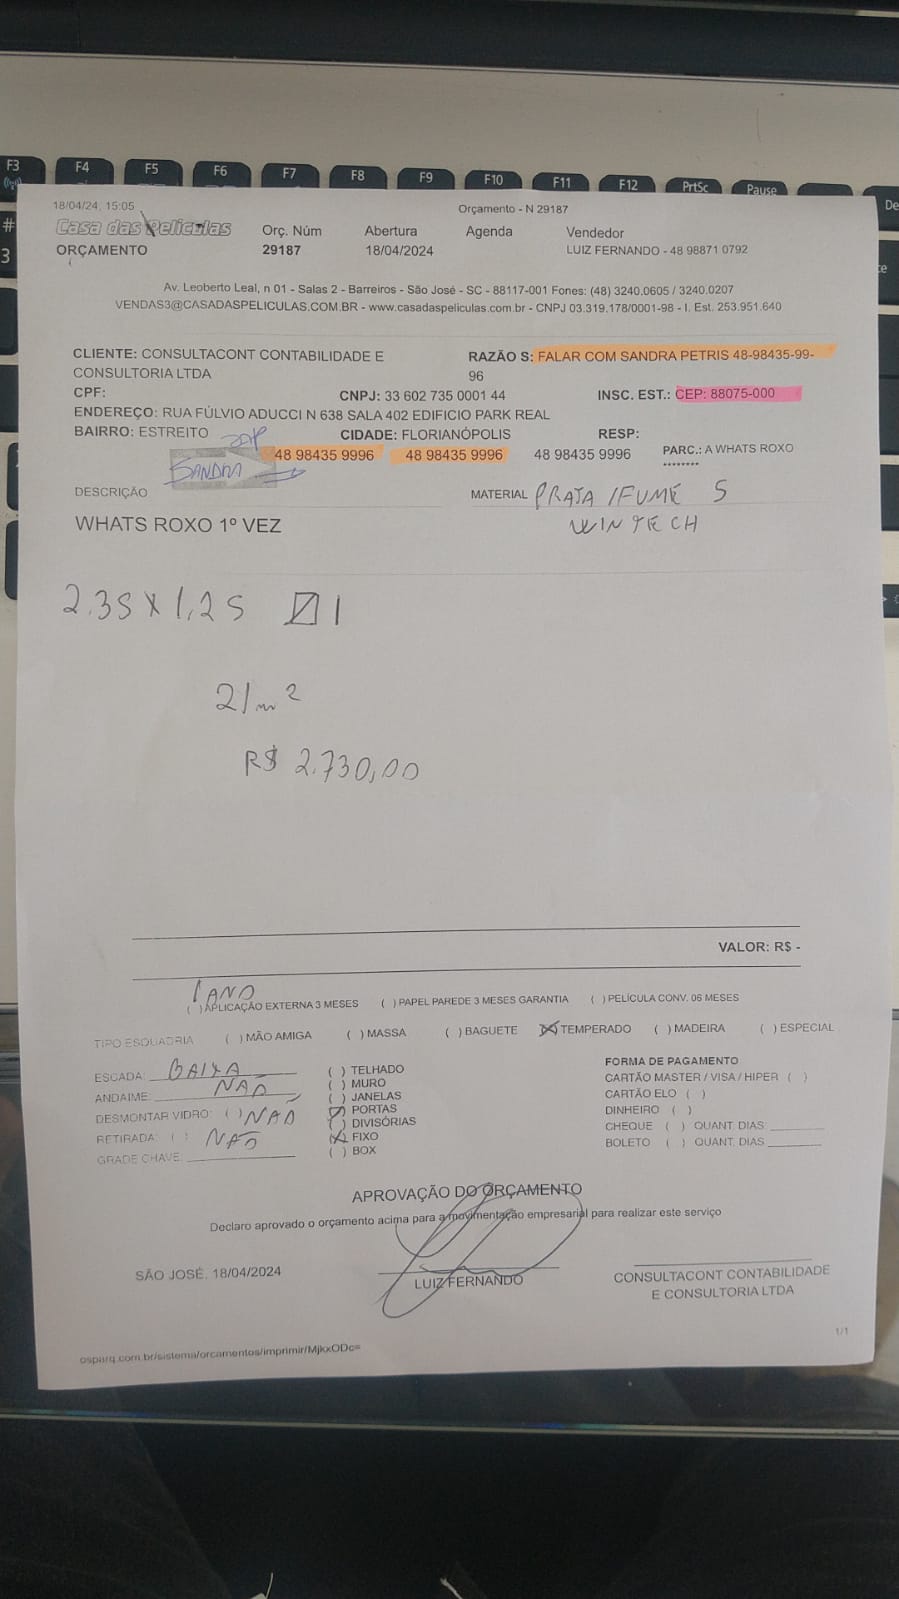 F3 F4 F5 F6 F7 F8 F9 F10 F11 F12 PrtSc Pause De
#
3
18/04/24, 15:05 Orçamento - N 29187
Casa das Películas Orç. Núm Abertura Agenda Vendedor
ORÇAMENTO 29187 18/04/2024 LUIZ FERNANDO - 48 98871 0792
Av. Leoberto Leal, n 01 - Salas 2 - Barreiros - São José - SC - 88117-001 Fones: (48) 3240.0605 / 3240.0207
VENDAS3@CASADASPELICULAS.COM.BR - www.casadaspeliculas.com.br - CNPJ 03.319.178/0001-98 - I. Est. 253.951.640
CLIENTE: CONSULTACONT CONTABILIDADE E RAZÃO S: FALAR COM SANDRA PETRIS 48-98435-99-
CONSULTORIA LTDA 96
CPF: CNPJ: 33 602 735 0001 44 INSC. EST.: CEP: 88075-000
ENDEREÇO: RUA FÚLVIO ADUCCI N 638 SALA 402 EDIFICIO PARK REAL
BAIRRO: ESTREITO CIDADE: FLORIANÓPOLIS RESP:
48 98435 9996 48 98435 9996 48 98435 9996 PARC.: A WHATS ROXO
SANDRA ********
DESCRIÇÃO MATERIAL PRATA/FUMÊ 5
WHATS ROXO 1º VEZ WINTECH
2.35 X 1,25 1
21m²
R$ 2.730,00
VALOR: R$ -
1 ANO
( ) APLICAÇÃO EXTERNA 3 MESES ( ) PAPEL PAREDE 3 MESES GARANTIA ( ) PELÍCULA CONV. 06 MESES
TIPO ESQUADRIA ( ) MÃO AMIGA ( ) MASSA ( ) BAGUETE (X) TEMPERADO ( ) MADEIRA ( ) ESPECIAL
ESCADA: BAIXA
ANDAIME: NÃO
DESMONTAR VIDRO: ( ) NÃO
RETIRADA: ( ) NÃO
GRADE CHAVE:
( ) TELHADO
( ) MURO
( ) JANELAS
(/) PORTAS
( ) DIVISÓRIAS
(X) FIXO
( ) BOX
FORMA DE PAGAMENTO
CARTÃO MASTER / VISA / HIPER ( )
CARTÃO ELO ( )
DINHEIRO ( )
CHEQUE ( ) QUANT. DIAS:
BOLETO ( ) QUANT. DIAS
APROVAÇÃO DO ORÇAMENTO
Declaro aprovado o orçamento acima para a movimentação empresarial para realizar este serviço
SÃO JOSÉ, 18/04/2024 LUIZ FERNANDO CONSULTACONT CONTABILIDADE
E CONSULTORIA LTDA
1/1
osparq.com.br/sistema/orcamentos/imprimir/MjkxODc=